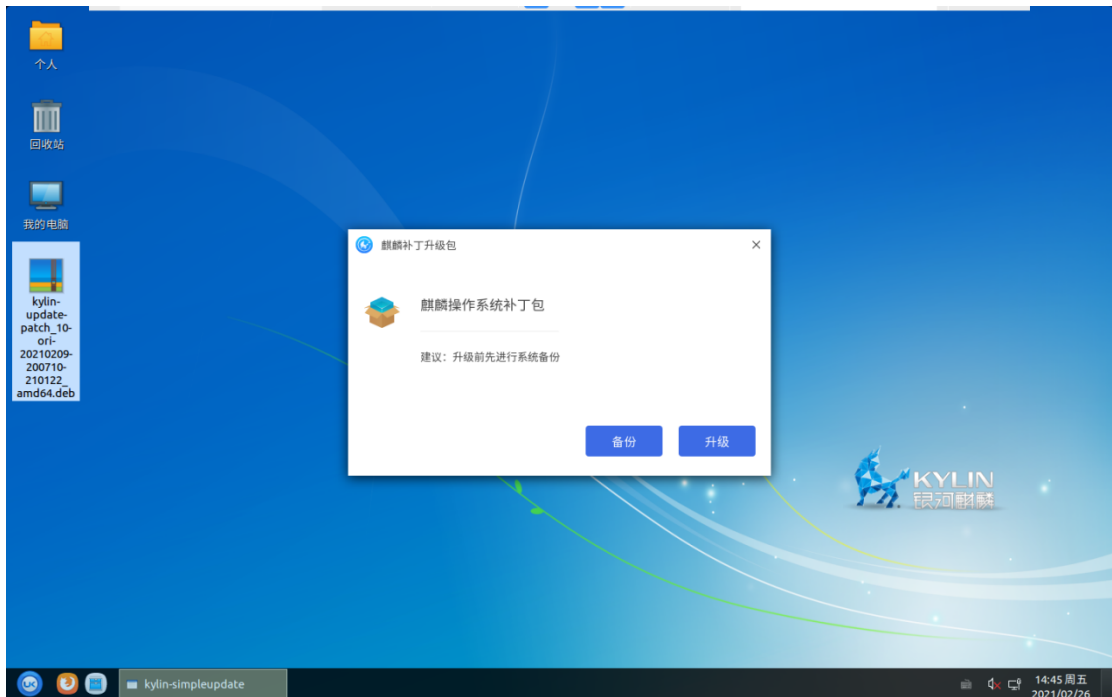 个人
回收站
我的电脑
kylin-
update-
patch_10-
ori-
20210209-
200710-
210122_
amd64.deb
麒麟补丁升级包
麒麟操作系统补丁包
建议：升级前先进行系统备份
备份
升级
KYLIN
银河麒麟
kylin-simpleupdate
14:45 周五
2021/02/26